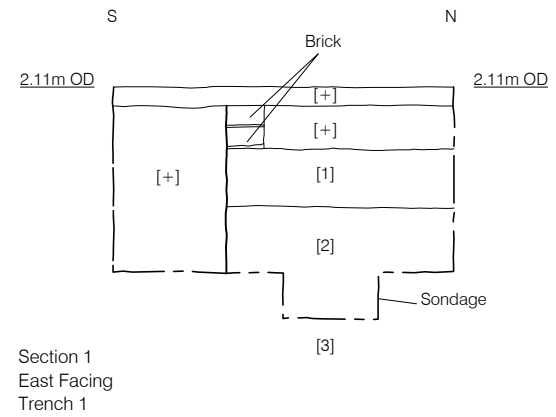 S N
Brick
2.11m OD 2.11m OD
[+]
[+]
[+]
[1]
[2]
Sondage
[3]
Section 1
East Facing
Trench 1